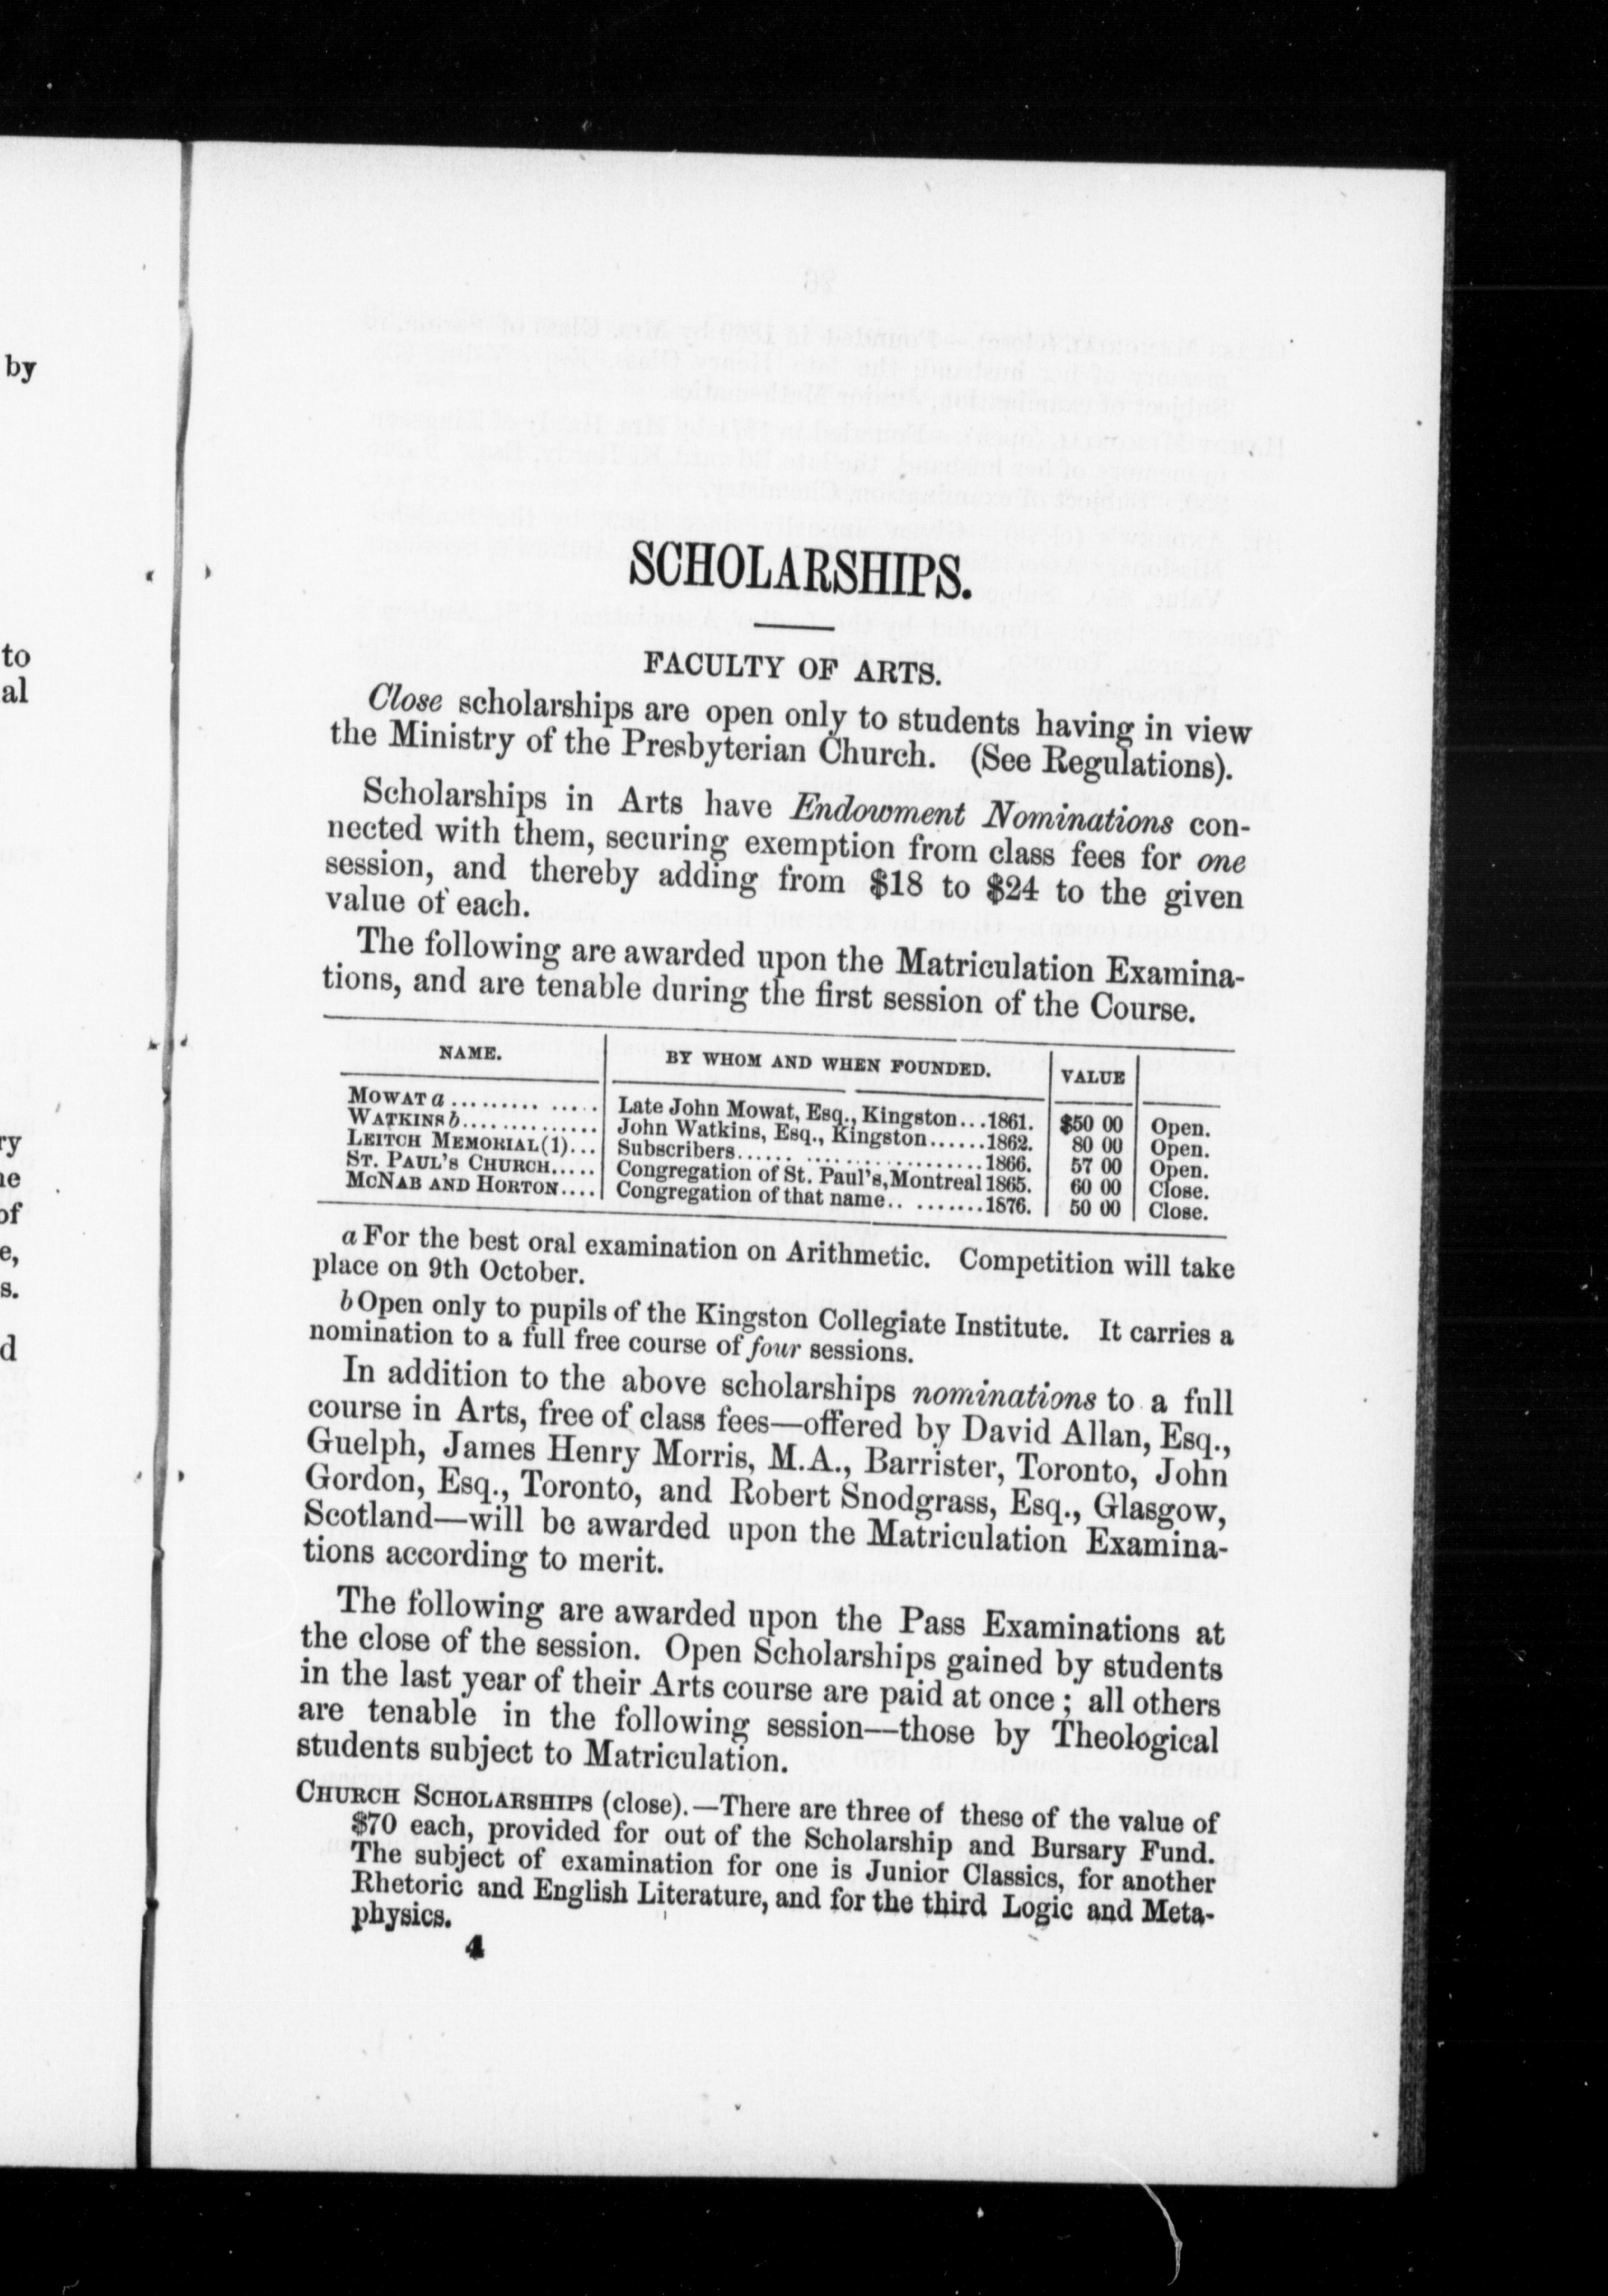 by
to
al
ry
ne
of
e,
s.
d
SCHOLARSHIPS.
FACULTY OF ARTS.
Close scholarships are open only to students having in view
the Ministry of the Presbyterian Church. (See Regulations).
Scholarships in Arts have Endowment Nominations con-
nected with them, securing exemption from class fees for one
session, and thereby adding from $18 to $24 to the given
value of each.
The following are awarded upon the Matriculation Examina-
tions, and are tenable during the first session of the Course.
NAME. BY WHOM AND WHEN FOUNDED. VALUE
MOWAT a .............. Late John Mowat, Esq., Kingston...1861. $50 00 Open.
WATKINS b.............. John Watkins, Esq., Kingston......1862. 80 00 Open.
LEITCH MEMORIAL(1)... Subscribers........................1866. 57 00 Open.
ST. PAUL'S CHURCH..... Congregation of St. Paul's, Montreal 1865. 60 00 Close.
MCNAB AND HORTON.... Congregation of that name.. ........1876. 50 00 Close.
a For the best oral examination on Arithmetic. Competition will take
place on 9th October.
b Open only to pupils of the Kingston Collegiate Institute. It carries a
nomination to a full free course of four sessions.
In addition to the above scholarships nominations to a full
course in Arts, free of class fees—offered by David Allan, Esq.,
Guelph, James Henry Morris, M.A., Barrister, Toronto, John
Gordon, Esq., Toronto, and Robert Snodgrass, Esq., Glasgow,
Scotland—will be awarded upon the Matriculation Examina-
tions according to merit.
The following are awarded upon the Pass Examinations at
the close of the session. Open Scholarships gained by students
in the last year of their Arts course are paid at once; all others
are tenable in the following session—those by Theological
students subject to Matriculation.
CHURCH SCHOLARSHIPS (close).—There are three of these of the value of
$70 each, provided for out of the Scholarship and Bursary Fund.
The subject of examination for one is Junior Classics, for another
Rhetoric and English Literature, and for the third Logic and Meta-
physics.
4